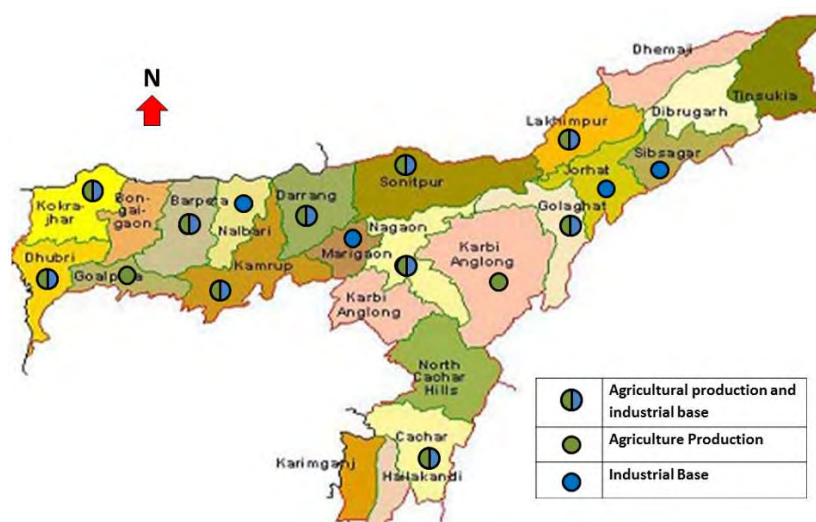 N
Dhemaji
Tinsukia
Dibrugarh
Lakhimpur
Sibsagar
Jorhat
Sonitpur
Golaghat
Darrang
Barpeta
Bon-
gai-
gaon
Kokra-
jhar
Nalbari
Nagaon
Marigaon
Karbi
Anglong
Dhubri
Goalpara
Kamrup
Karbi
Anglong
North
Cachar
Hills
Cachar
Karimganj
Hailakandi
Agricultural production and
industrial base
Agriculture Production
Industrial Base